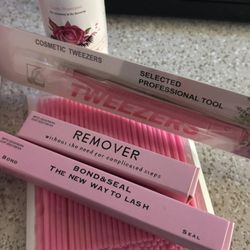 COSMETIC TWEEZERS
SELECTED
PROFESSIONAL TOOL
TWEEZERS
REMOVER
without the need for complicated steps
BOND&SEAL
THE NEW WAY TO LASH
BOND
SEAL